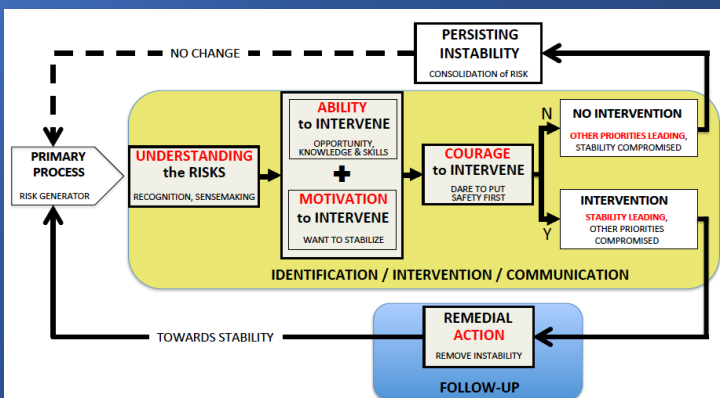 PERSISTING
INSTABILITY
CONSOLIDATION of RISK
NO CHANGE
PRIMARY
PROCESS
RISK GENERATOR
UNDERSTANDING
the RISKS
RECOGNITION, SENSEMAKING
ABILITY
to INTERVENE
OPPORTUNITY,
KNOWLEDGE & SKILLS
+
MOTIVATION
to INTERVENE
WANT TO STABILIZE
COURAGE
to INTERVENE
DARE TO PUT
SAFETY FIRST
N
NO INTERVENTION
OTHER PRIORITIES LEADING,
STABILITY COMPROMISED
Y
INTERVENTION
STABILITY LEADING,
OTHER PRIORITIES
COMPROMISED
IDENTIFICATION / INTERVENTION / COMMUNICATION
TOWARDS STABILITY
REMEDIAL
ACTION
REMOVE INSTABILITY
FOLLOW-UP